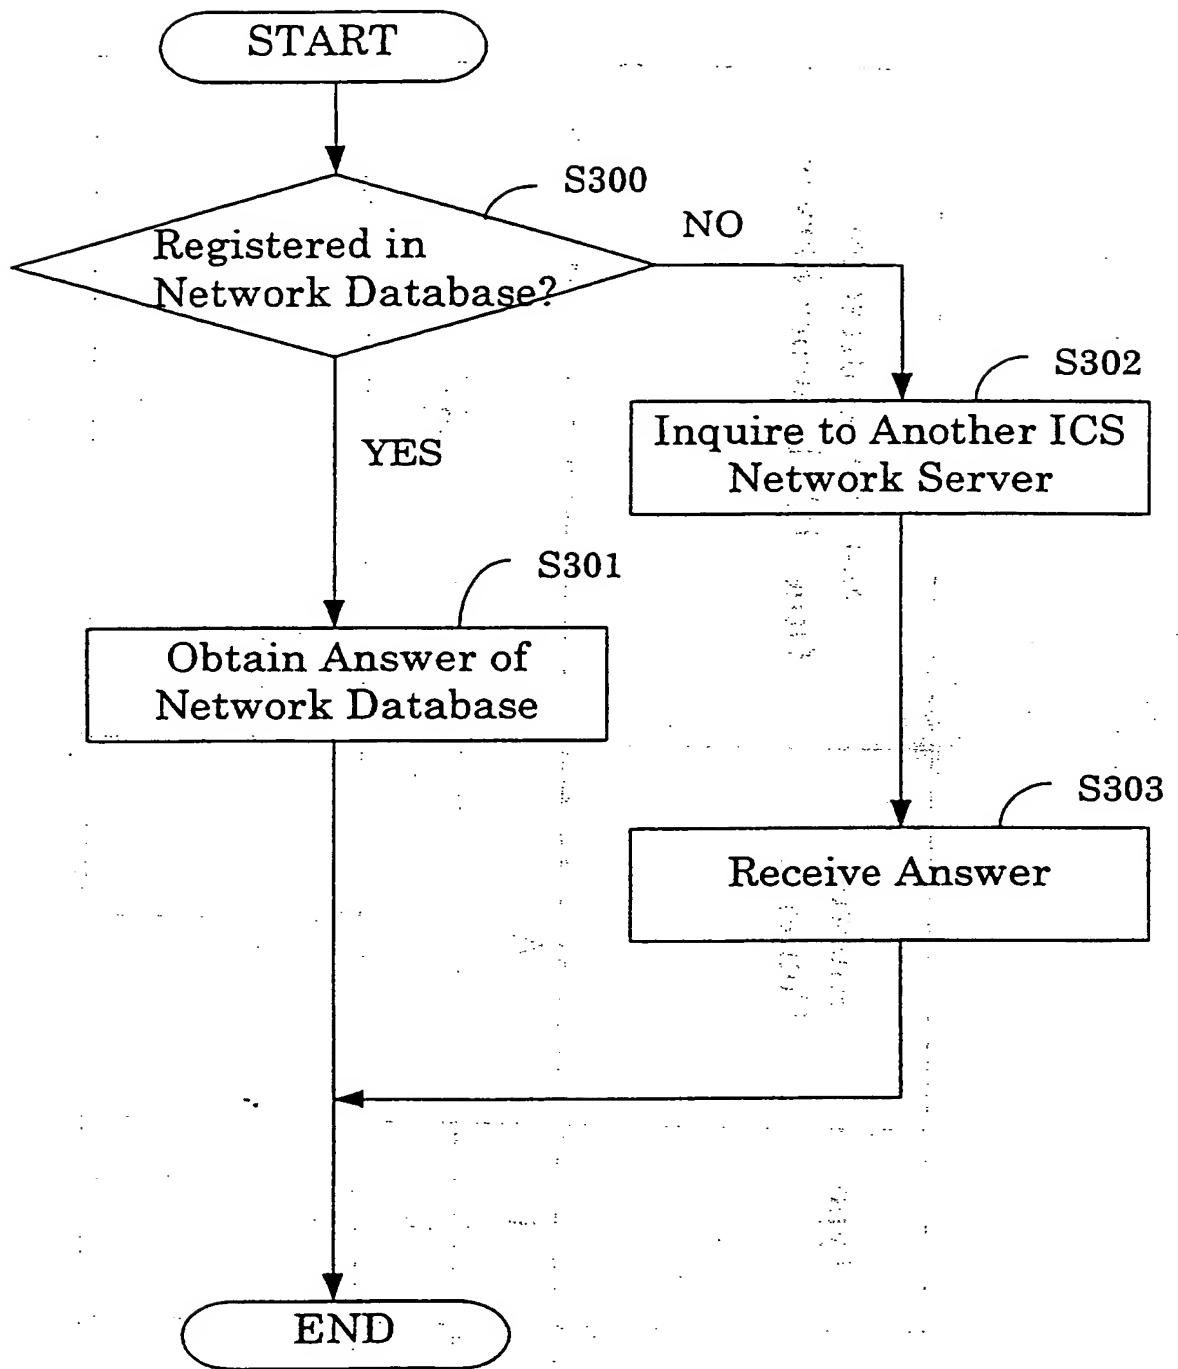 START
S300
NO
Registered in
Network Database?
S302
Inquire to Another ICS
Network Server
YES
S301
Obtain Answer of
Network Database
S303
Receive Answer
END